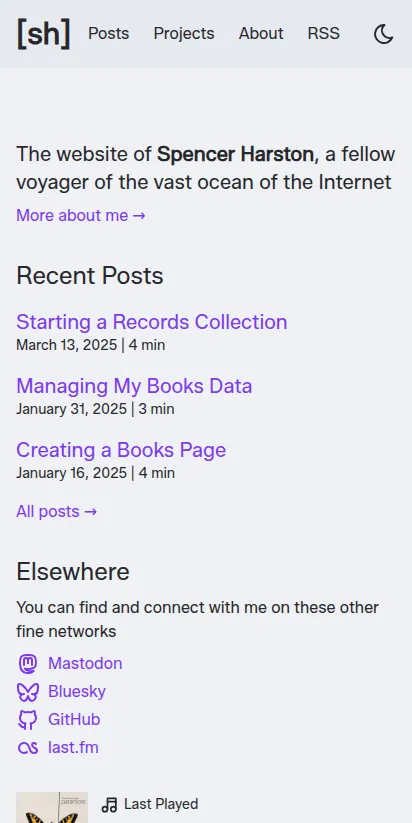 [sh] Posts Projects About RSS
The website of Spencer Harston, a fellow
voyager of the vast ocean of the Internet
More about me →
Recent Posts
Starting a Records Collection
March 13, 2025 | 4 min
Managing My Books Data
January 31, 2025 | 3 min
Creating a Books Page
January 16, 2025 | 4 min
All posts →
Elsewhere
You can find and connect with me on these other
fine networks
Mastodon
Bluesky
GitHub
last.fm
Last Played
paramore